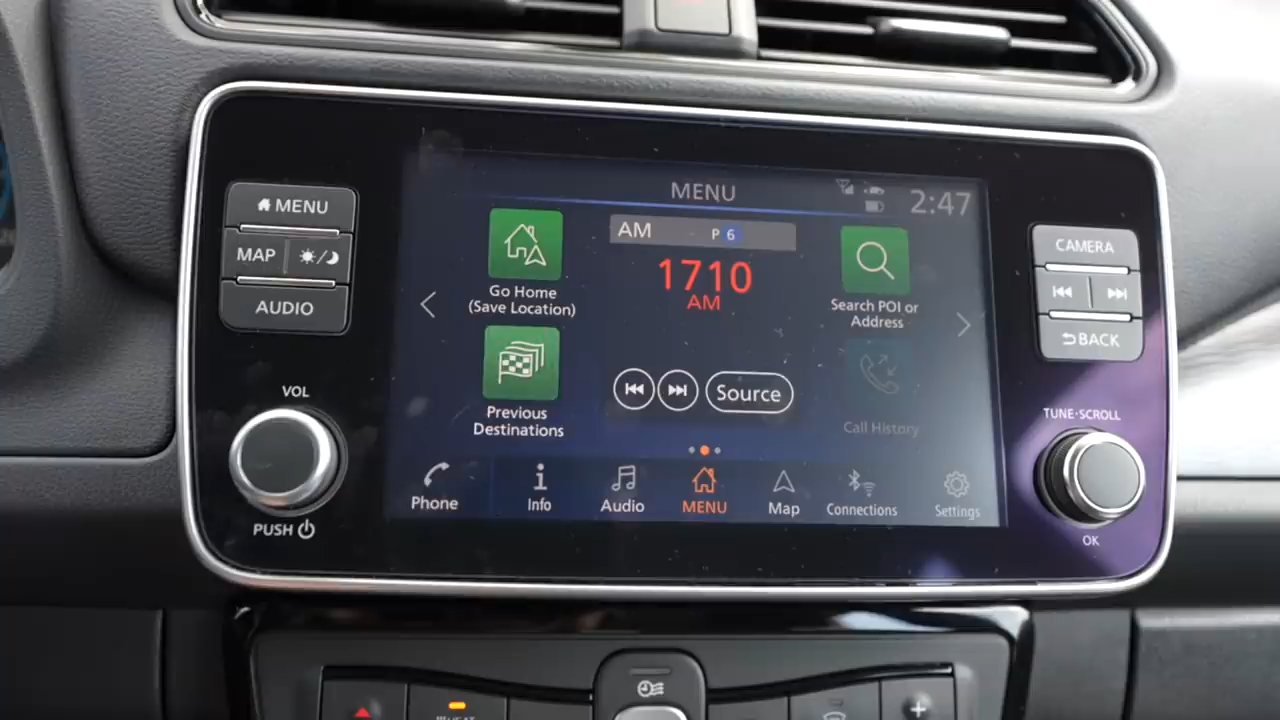 MENU
2:47
MENU
MAP
AUDIO
VOL
PUSH
Go Home
(Save Location)
Previous
Destinations
AM
P 6
1710
AM
Source
Search POI or
Address
Call History
Phone
Info
Audio
MENU
Map
Connections
Settings
CAMERA
BACK
TUNE·SCROLL
OK